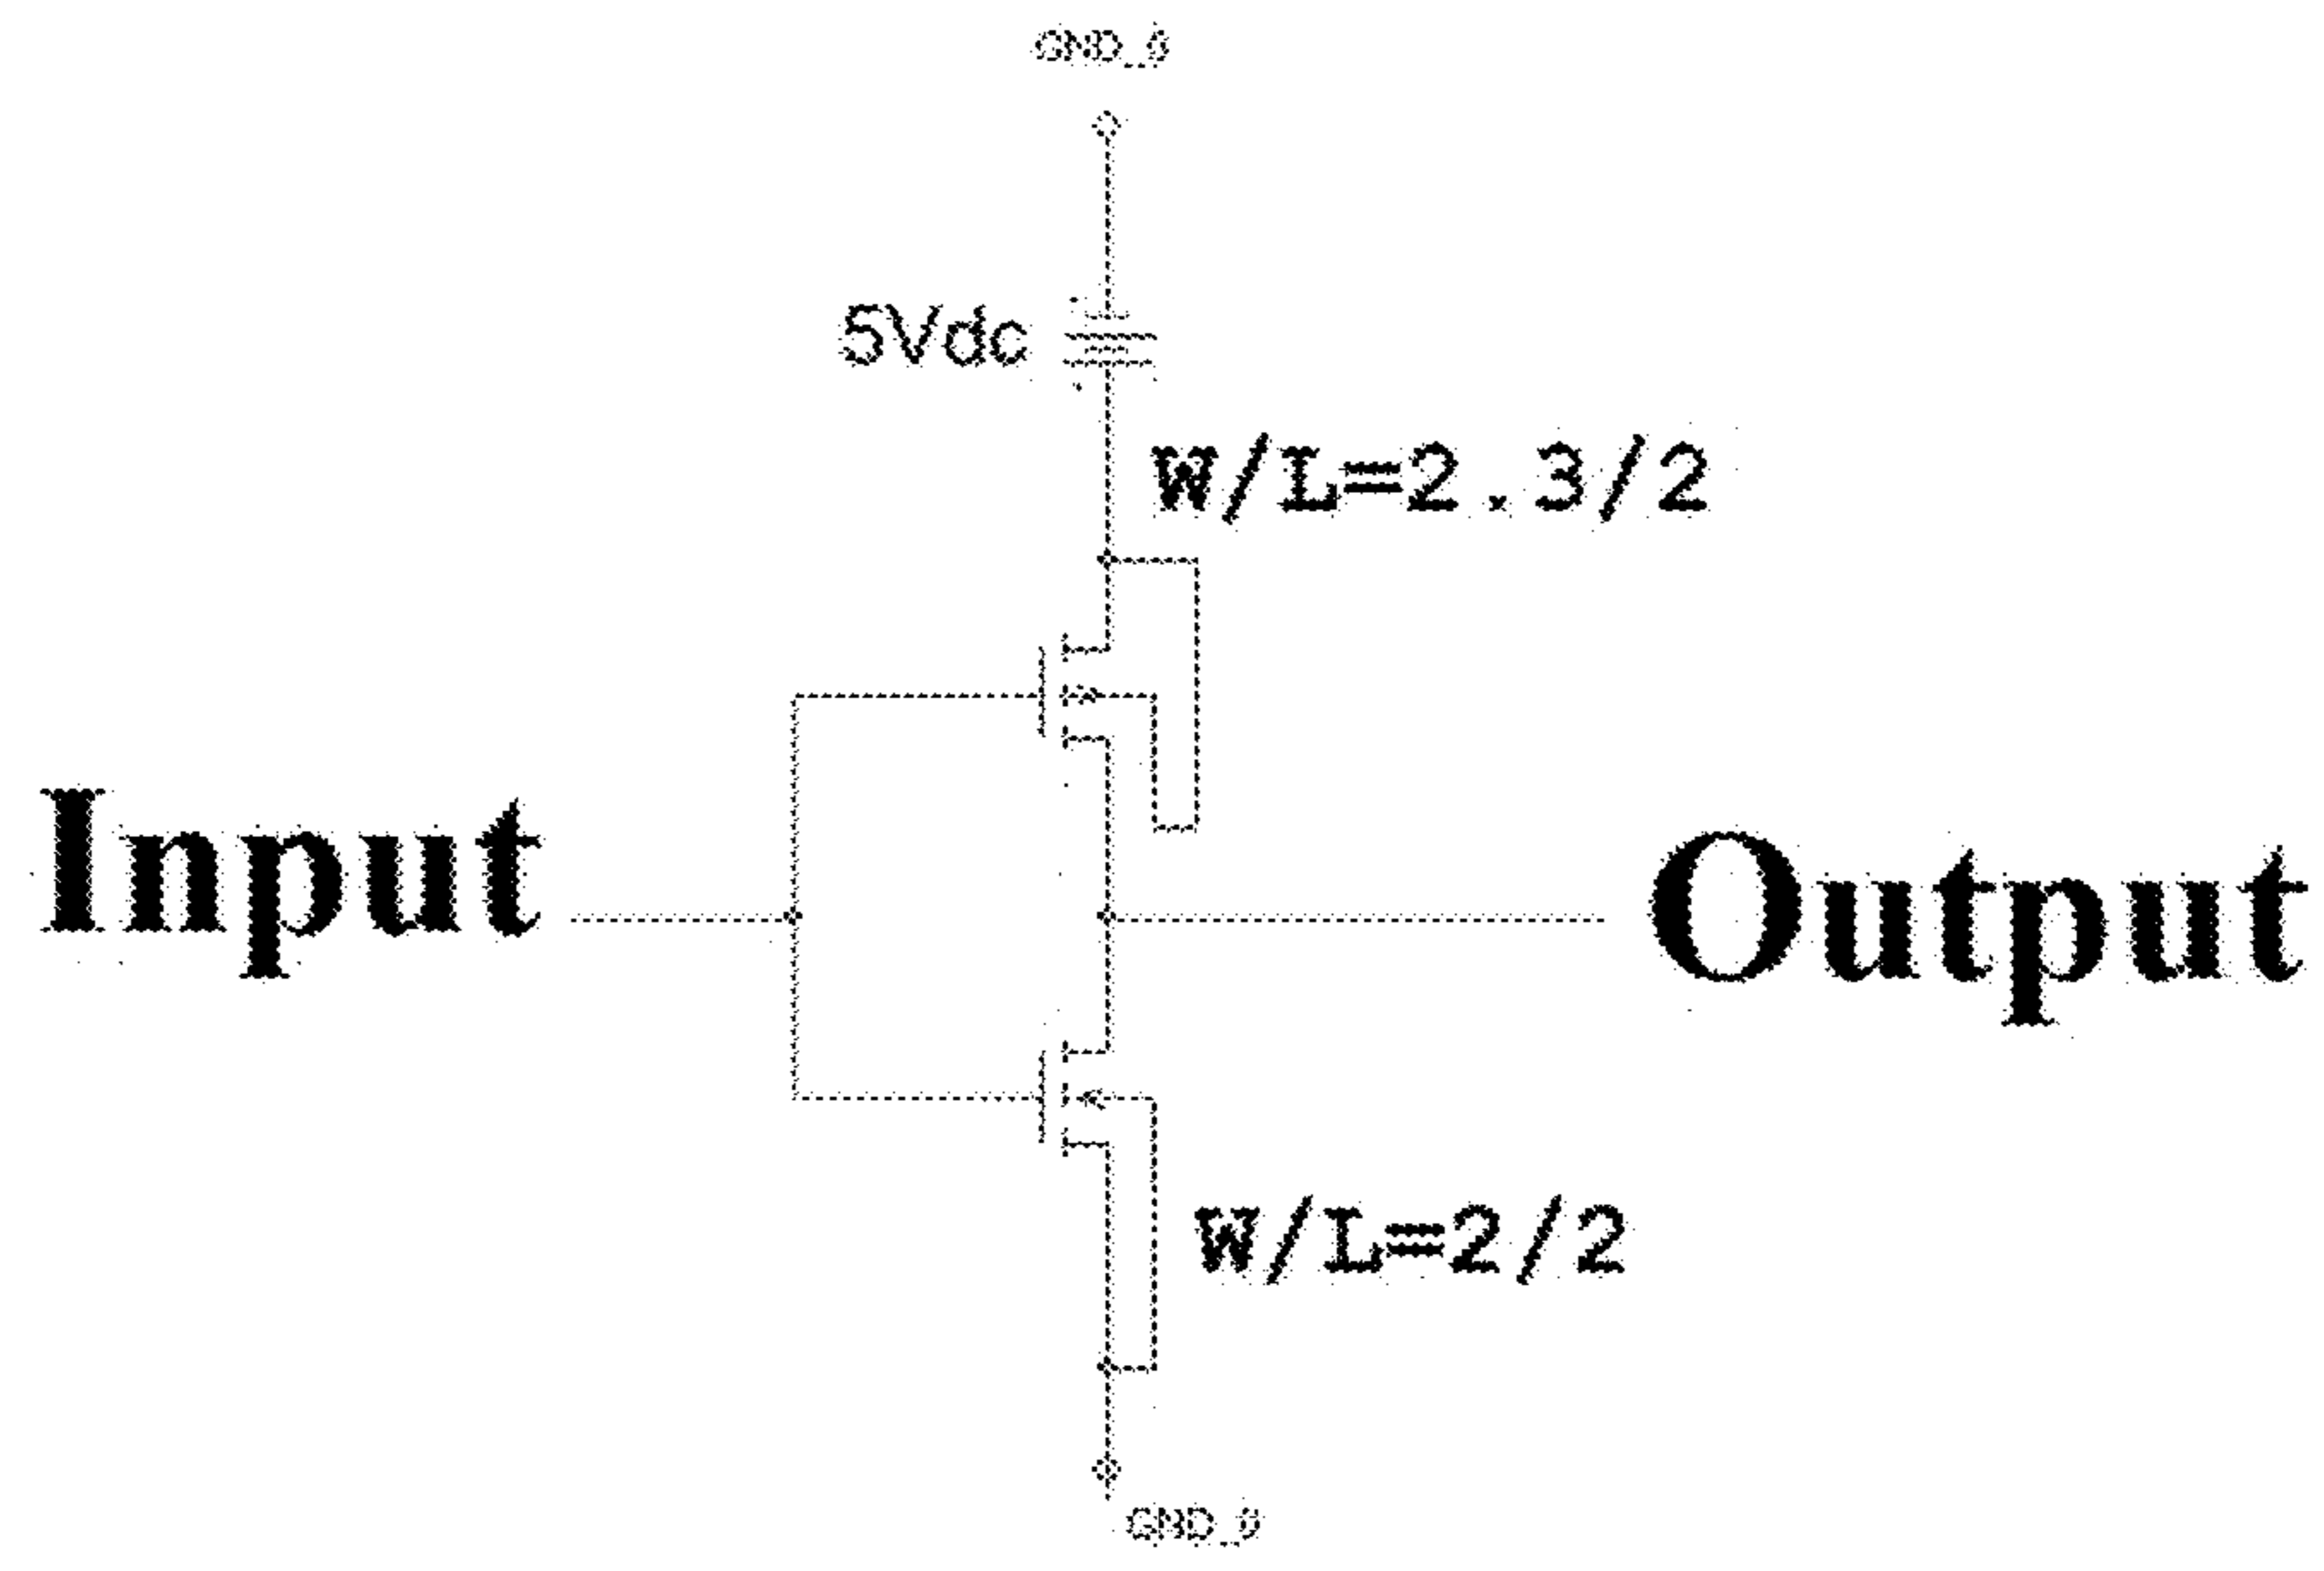 GND_0
5Vdc
W/L=2.3/2
Input
Output
W/L=2/2
GND_0